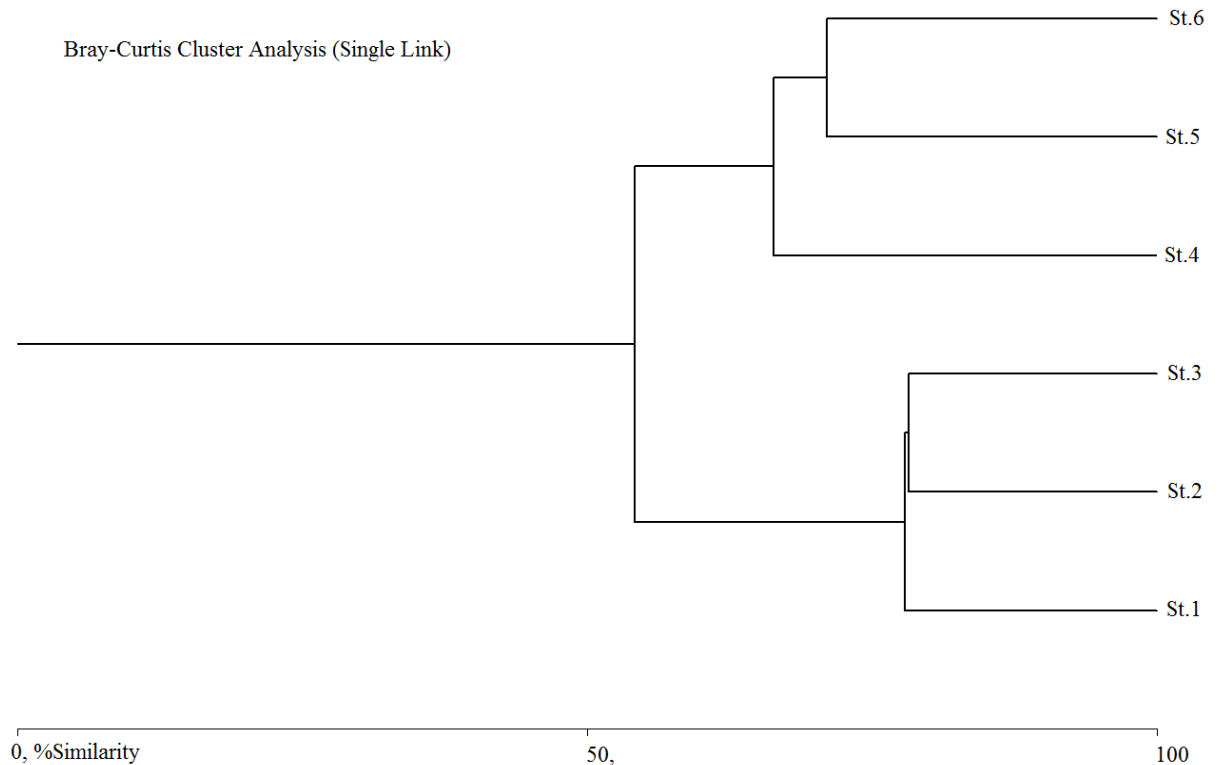 St.6
Bray-Curtis Cluster Analysis (Single Link)
St.5
St.4
St.3
St.2
St.1
0, %Similarity
50,
100